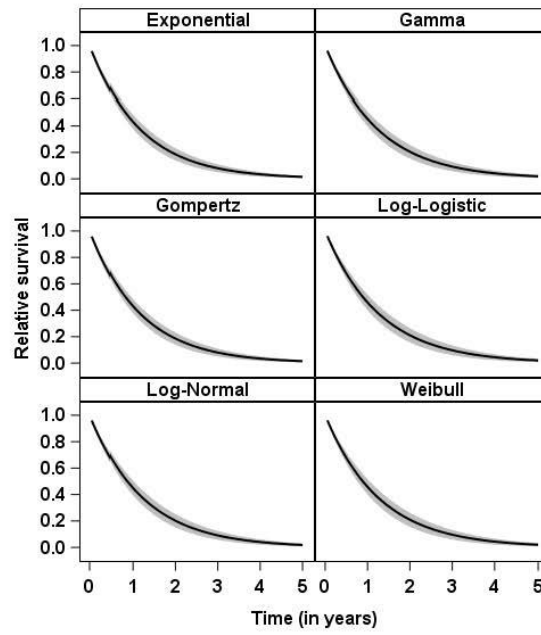 Exponential
Gamma
1.0
0.8
0.6
0.4
0.2
0.0
Gompertz
Log-Logistic
1.0
0.8
0.6
0.4
0.2
0.0
Log-Normal
Weibull
1.0
0.8
0.6
0.4
0.2
0.0
Relative survival
0 1 2 3 4 5 0 1 2 3 4 5
Time (in years)